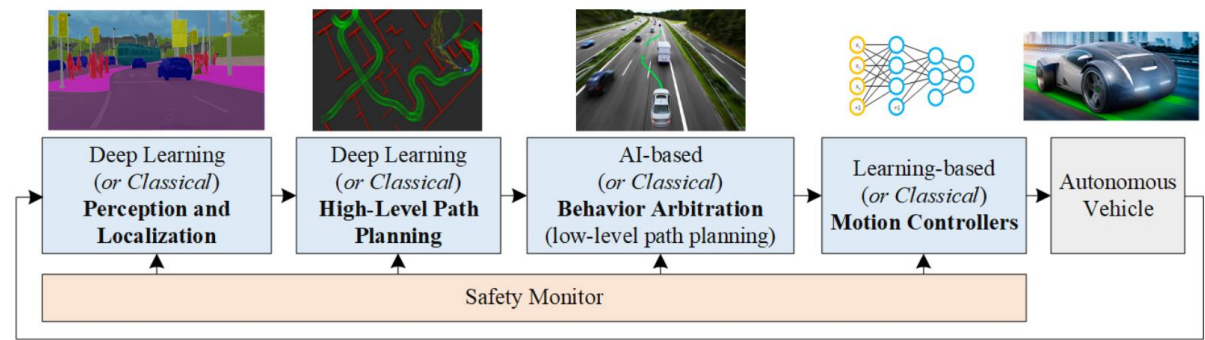 Deep Learning
(or Classical)
Perception and
Localization
Deep Learning
(or Classical)
High-Level Path
Planning
AI-based
(or Classical)
Behavior Arbitration
(low-level path planning)
Learning-based
(or Classical)
Motion Controllers
Autonomous
Vehicle
Safety Monitor